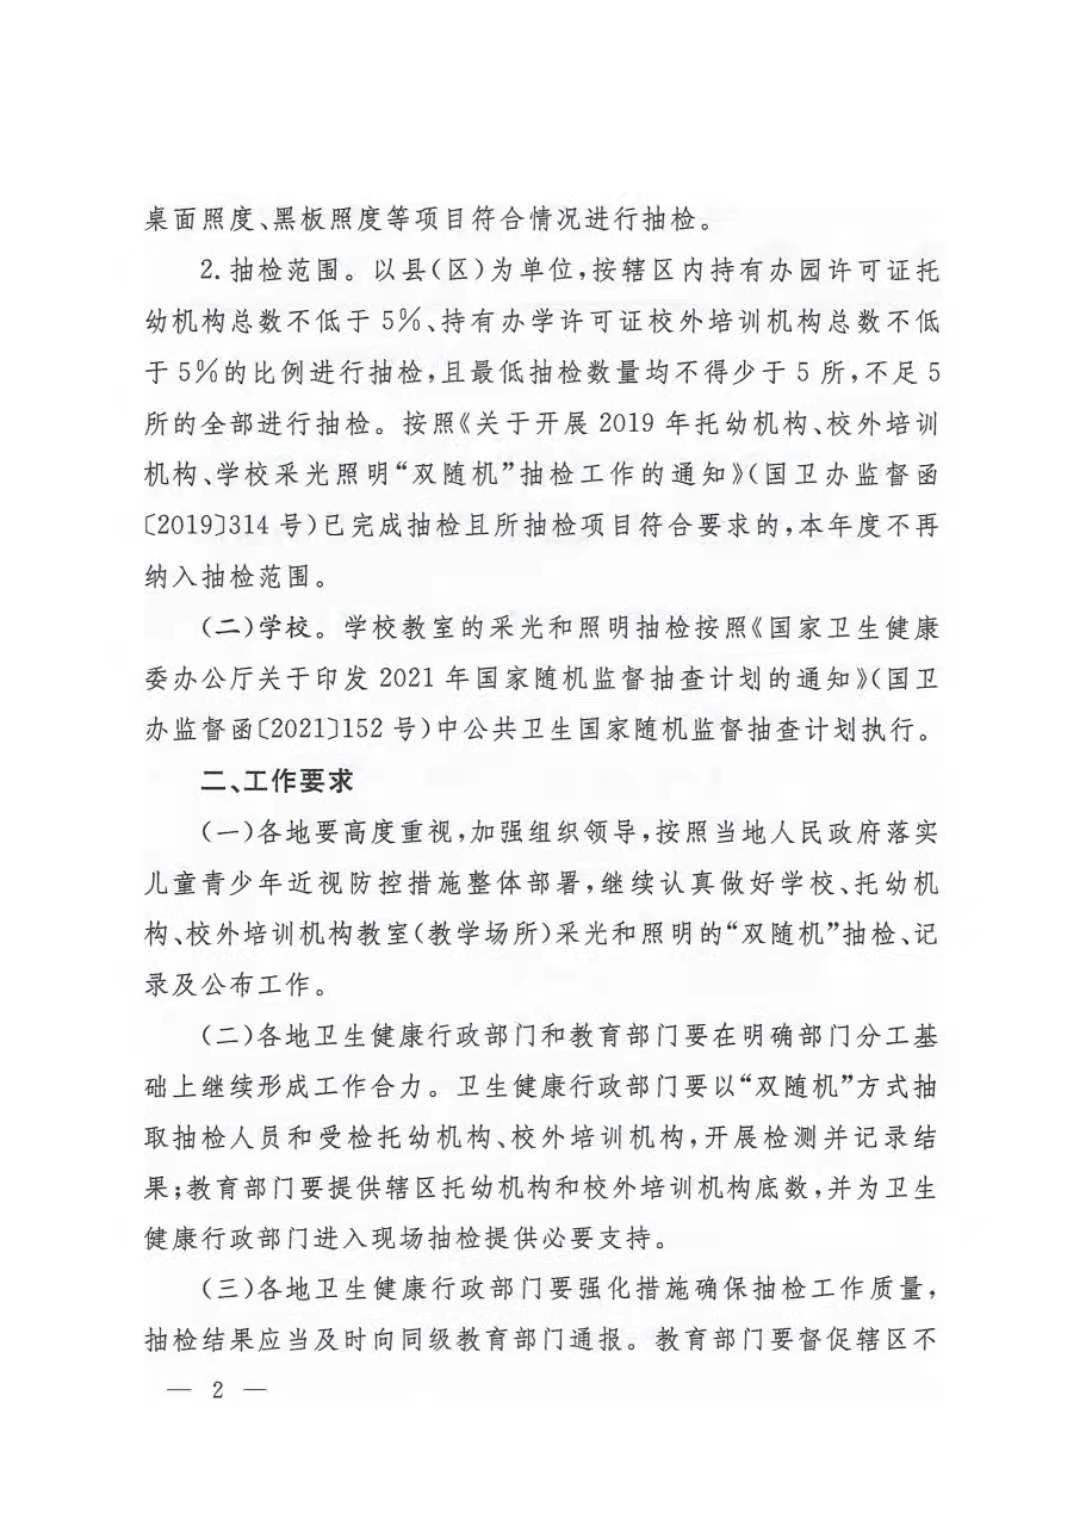 桌面照度、黑板照度等项目符合情况进行抽检。
2. 抽检范围。以县(区)为单位,按辖区内持有办园许可证托
幼机构总数不低于 5%、持有办学许可证校外培训机构总数不低
于 5%的比例进行抽检,且最低抽检数量均不得少于 5 所,不足 5
所的全部进行抽检。按照《关于开展 2019 年托幼机构、校外培训
机构、学校采光照明“双随机”抽检工作的通知》(国卫办监督函
〔2019〕314 号)已完成抽检且所抽检项目符合要求的,本年度不再
纳入抽检范围。
(二)学校。学校教室的采光和照明抽检按照《国家卫生健康
委办公厅关于印发 2021 年国家随机监督抽查计划的通知》(国卫
办监督函〔2021〕152 号)中公共卫生国家随机监督抽查计划执行。
二、工作要求
(一)各地要高度重视,加强组织领导,按照当地人民政府落实
儿童青少年近视防控措施整体部署,继续认真做好学校、托幼机
构、校外培训机构教室(教学场所)采光和照明的“双随机”抽检、记
录及公布工作。
(二)各地卫生健康行政部门和教育部门要在明确部门分工基
础上继续形成工作合力。卫生健康行政部门要以“双随机”方式抽
取抽检人员和受检托幼机构、校外培训机构,开展检测并记录结
果;教育部门要提供辖区托幼机构和校外培训机构底数,并为卫生
健康行政部门进入现场抽检提供必要支持。
(三)各地卫生健康行政部门要强化措施确保抽检工作质量,
抽检结果应当及时向同级教育部门通报。教育部门要督促辖区不
— 2 —